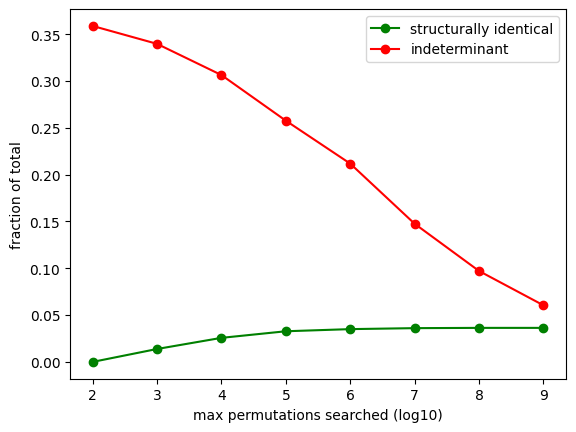 structurally identical
indeterminant
fraction of total
0.35
0.30
0.25
0.20
0.15
0.10
0.05
0.00
2 3 4 5 6 7 8 9
max permutations searched (log10)